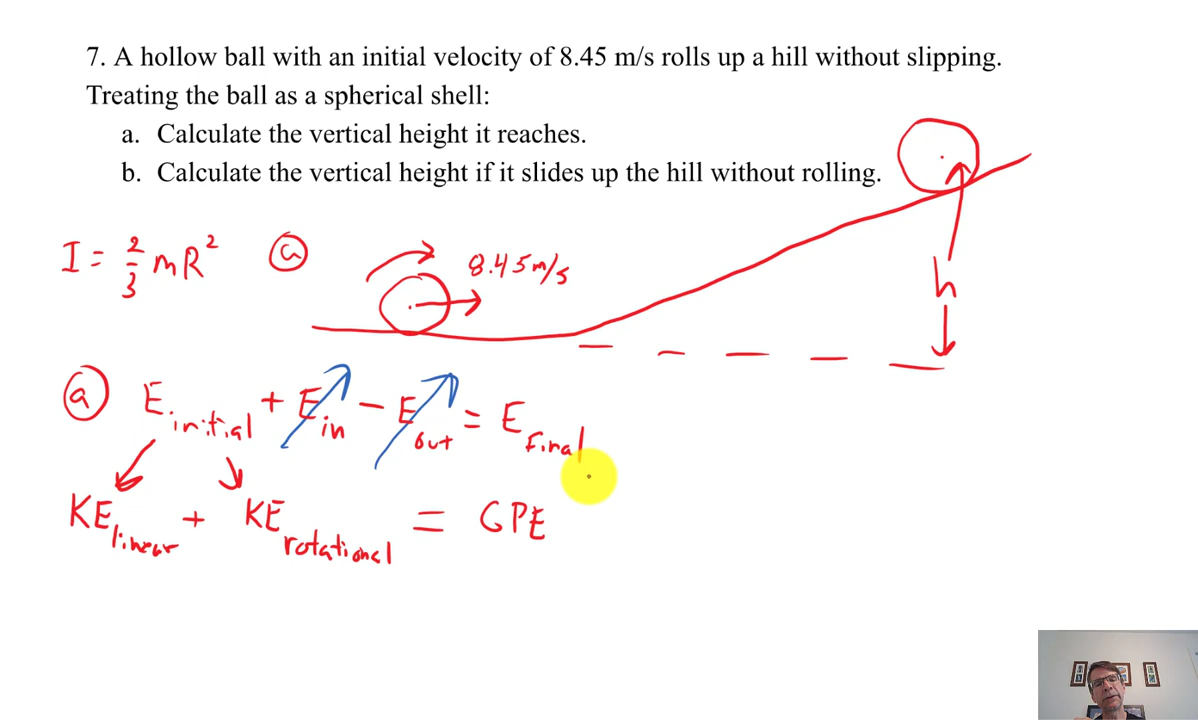 7. A hollow ball with an initial velocity of 8.45 m/s rolls up a hill without slipping.
Treating the ball as a spherical shell:
a. Calculate the vertical height it reaches.
b. Calculate the vertical height if it slides up the hill without rolling.
I = 2/3 mR²
a
8.45 m/s
h
a E initial + E in - E out = E Final
KE linear + KE rotational = GPE